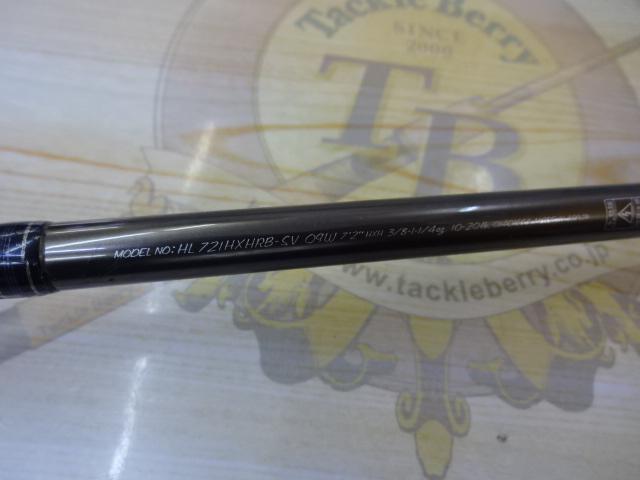 Tackle Berry
SINCE
2000
TB
MODEL NO: HL 721HXHRB-SV 09W 7'2" HXH 3/8-1-1/4oz 10-20
www.tackleberry.co.jp